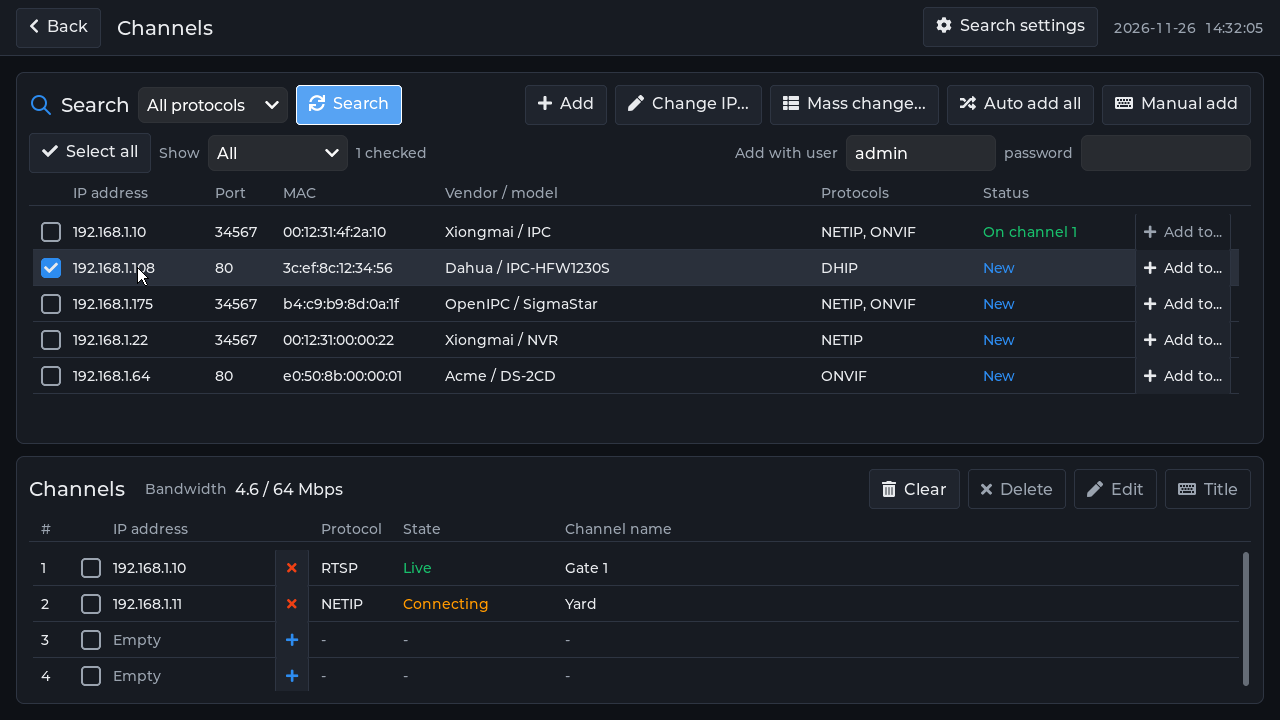 Back Channels Search settings 2026-11-26 14:32:05
Search All protocols Search Add Change IP... Mass change... Auto add all Manual add
Select all Show All 1 checked Add with user admin password
IP address Port MAC Vendor / model Protocols Status
192.168.1.10 34567 00:12:31:4f:2a:10 Xiongmai / IPC NETIP, ONVIF On channel 1 Add to...
192.168.1.108 80 3c:ef:8c:12:34:56 Dahua / IPC-HFW1230S DHIP New Add to...
192.168.1.175 34567 b4:c9:b9:8d:0a:1f OpenIPC / SigmaStar NETIP, ONVIF New Add to...
192.168.1.22 34567 00:12:31:00:00:22 Xiongmai / NVR NETIP New Add to...
192.168.1.64 80 e0:50:8b:00:00:01 Acme / DS-2CD ONVIF New Add to...
Channels Bandwidth 4.6 / 64 Mbps Clear Delete Edit Title
# IP address Protocol State Channel name
1 192.168.1.10 RTSP Live Gate 1
2 192.168.1.11 NETIP Connecting Yard
3 Empty - - -
4 Empty - - -